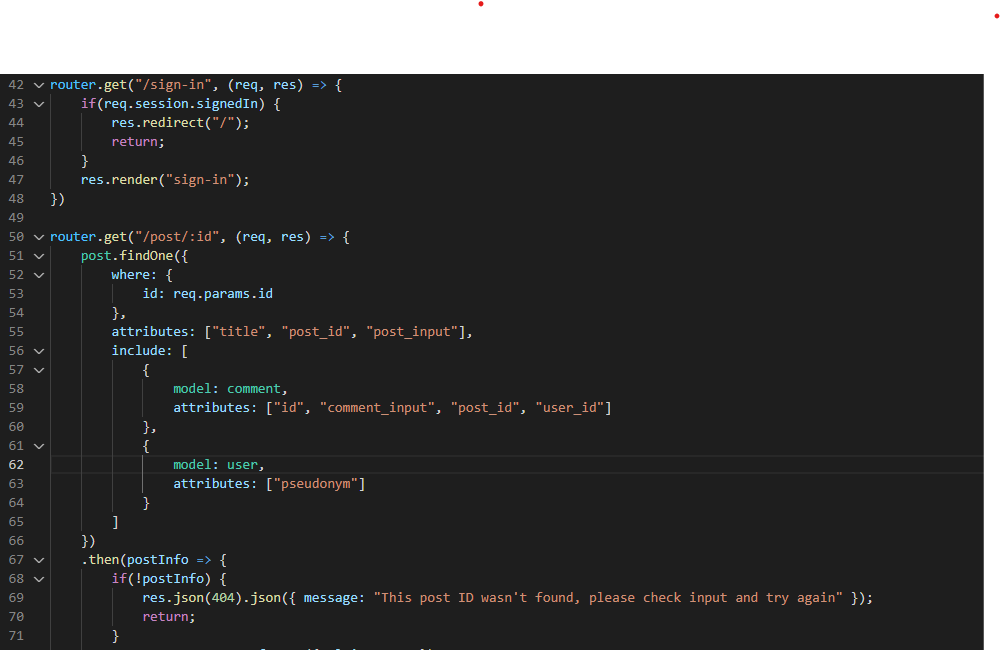 42 router.get("/sign-in", (req, res) => {
43 if(req.session.signedIn) {
44 res.redirect("/");
45 return;
46 }
47 res.render("sign-in");
48 })
49
50 router.get("/post/:id", (req, res) => {
51 post.findOne({
52 where: {
53 id: req.params.id
54 },
55 attributes: ["title", "post_id", "post_input"],
56 include: [
57 {
58 model: comment,
59 attributes: ["id", "comment_input", "post_id", "user_id"]
60 },
61 {
62 model: user,
63 attributes: ["pseudonym"]
64 }
65 ]
66 })
67 .then(postInfo => {
68 if(!postInfo) {
69 res.json(404).json({ message: "This post ID wasn't found, please check input and try again" });
70 return;
71 }